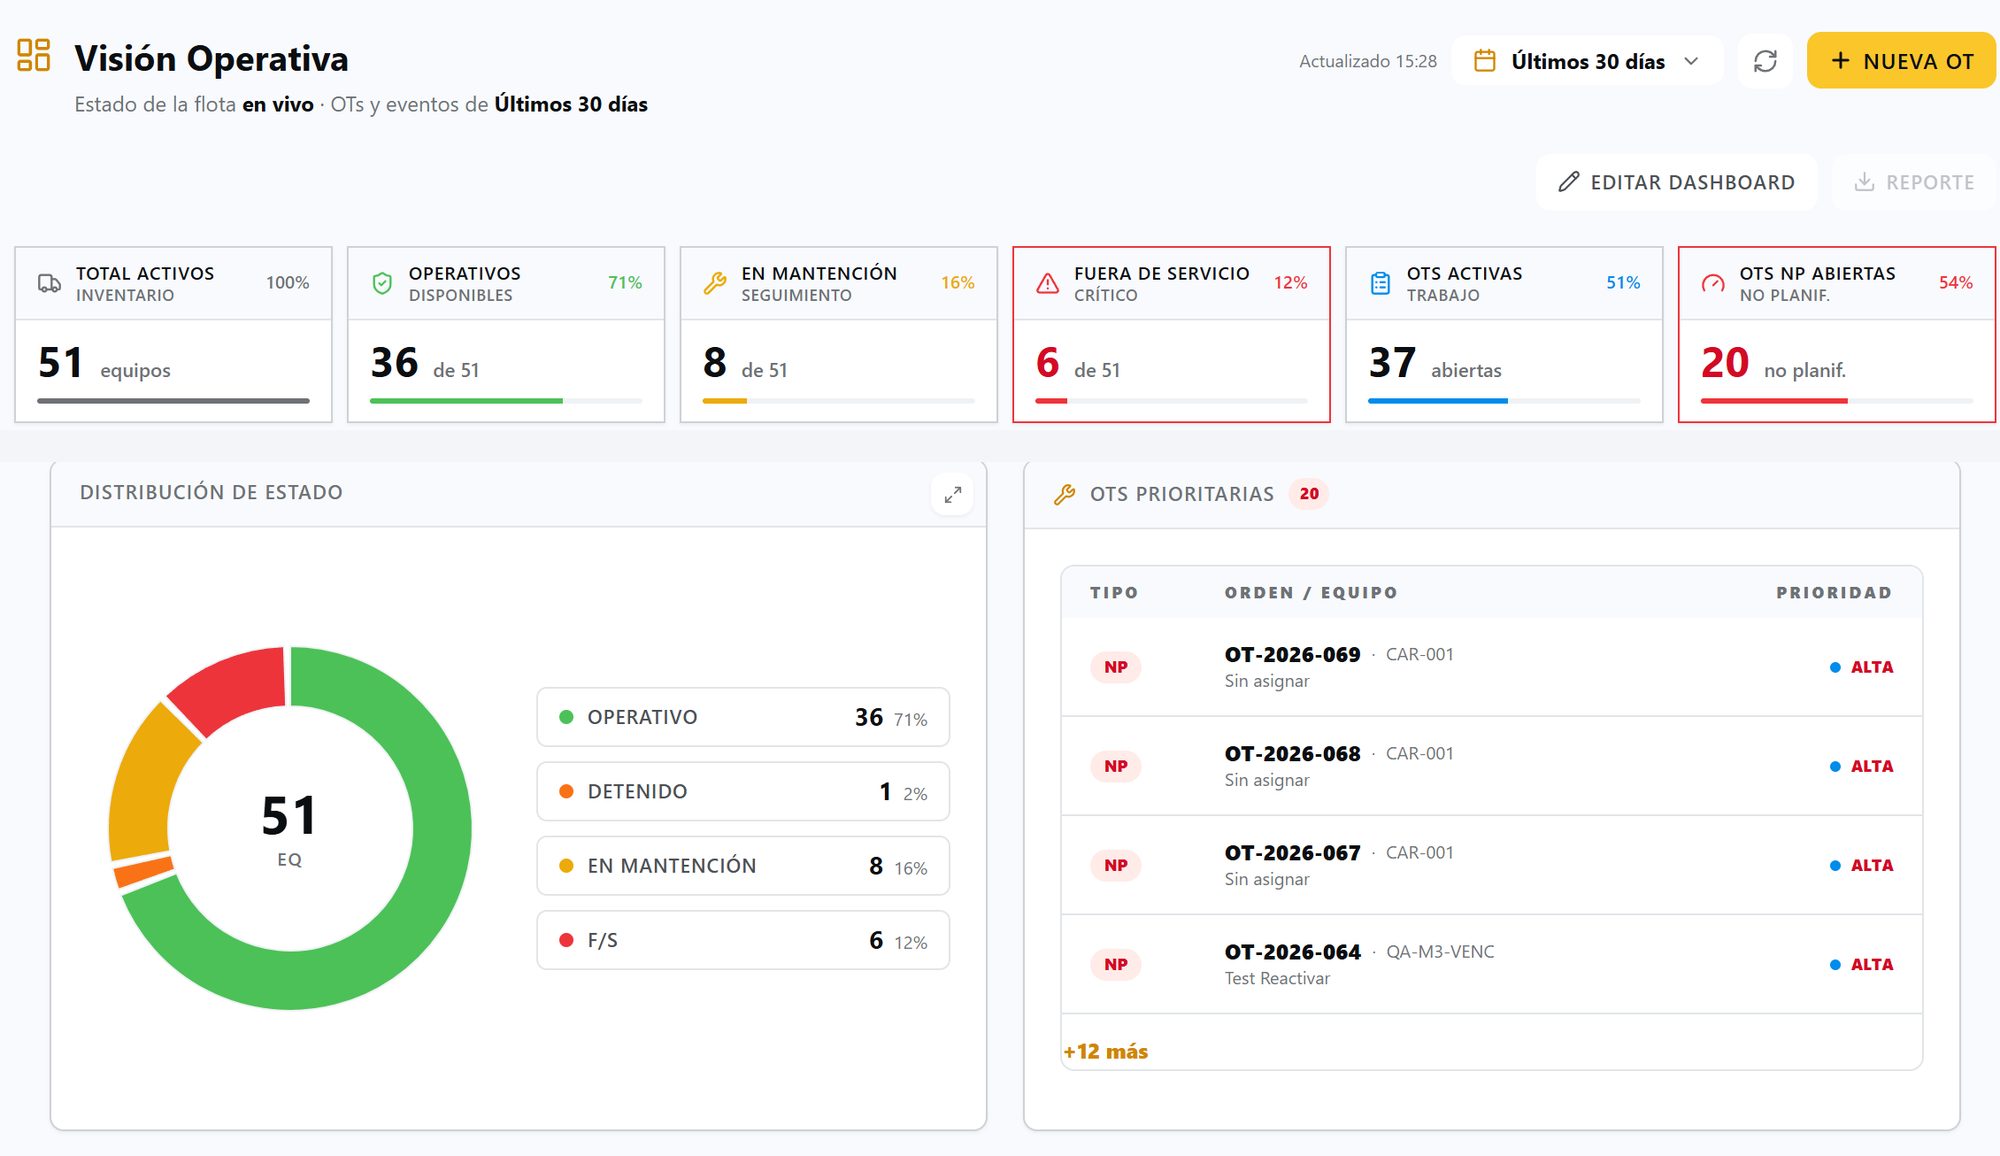 Visión Operativa
Estado de la flota en vivo · OTs y eventos de Últimos 30 días
Actualizado 15:28
Últimos 30 días
+ NUEVA OT
EDITAR DASHBOARD
REPORTE
TOTAL ACTIVOS
INVENTARIO
100%
51 equipos
OPERATIVOS
DISPONIBLES
71%
36 de 51
EN MANTENCIÓN
SEGUIMIENTO
16%
8 de 51
FUERA DE SERVICIO
CRÍTICO
12%
6 de 51
OTS ACTIVAS
TRABAJO
51%
37 abiertas
OTS NP ABIERTAS
NO PLANIF.
54%
20 no planif.
DISTRIBUCIÓN DE ESTADO
51
EQ
OPERATIVO 36 71%
DETENIDO 1 2%
EN MANTENCIÓN 8 16%
F/S 6 12%
OTS PRIORITARIAS 20
TIPO ORDEN / EQUIPO PRIORIDAD
NP OT-2026-069 · CAR-001 ALTA
Sin asignar
NP OT-2026-068 · CAR-001 ALTA
Sin asignar
NP OT-2026-067 · CAR-001 ALTA
Sin asignar
NP OT-2026-064 · QA-M3-VENC ALTA
Test Reactivar
+12 más